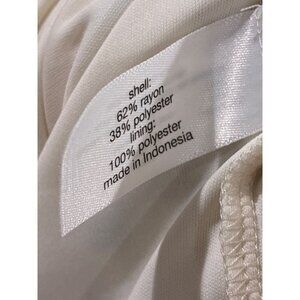 shell:
62% rayon
38% polyester
lining:
100% polyester
made in Indonesia